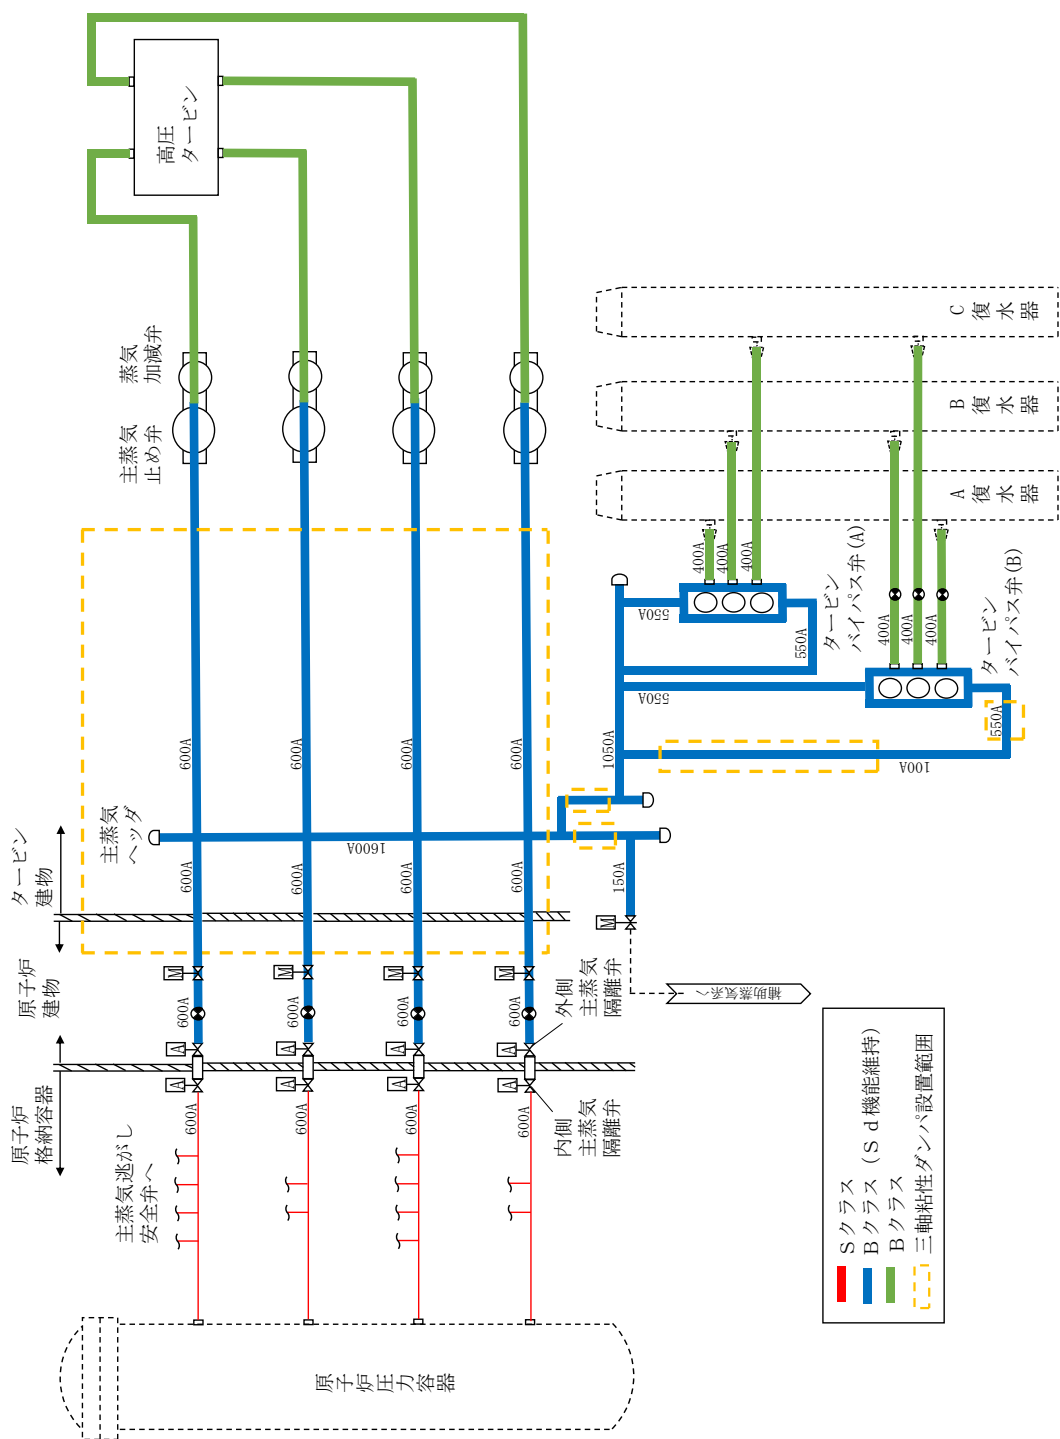 高圧
タービン
蒸気
加減弁
主蒸気
止め弁
C
復水器
B
復水器
A
復水器
400A
400A
400A
550A
550A
タービン
バイパス弁(A)
400A
400A
400A
タービン
バイパス弁(B)
550A
550A
1050A
100A
600A
600A
600A
600A
主蒸気
ヘッダ
1600A
600A
600A
600A
600A
150A
M
タービン
建物
原子炉
建物
M
M
M
M
600A
600A
600A
600A
外側
主蒸気
隔離弁
補助蒸気系へ
A
A
A
A
A
A
A
A
原子炉
格納容器
600A
600A
600A
600A
内側
主蒸気
隔離弁
主蒸気逃がし
安全弁へ
原子炉圧力容器
Sクラス
Bクラス(Sd機能維持)
Bクラス
三軸粘性ダンパ設置範囲